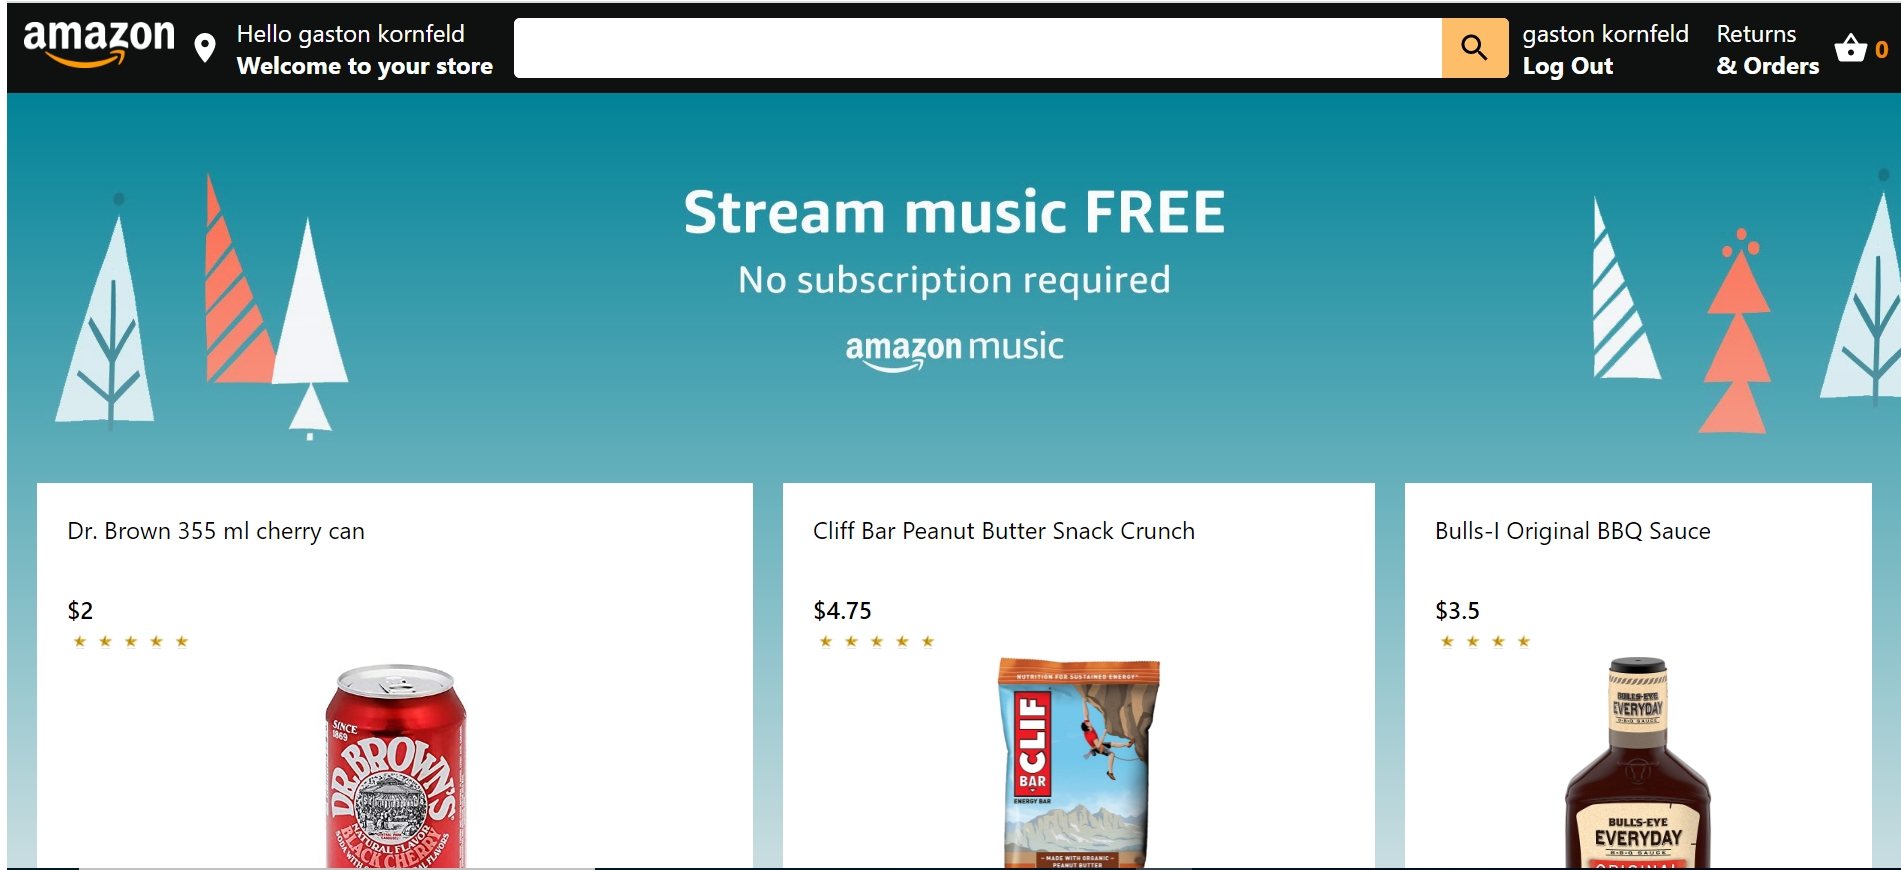 amazon
Hello gaston kornfeld
Welcome to your store
gaston kornfeld
Log Out
Returns
& Orders
0
Stream music FREE
No subscription required
amazon music
Dr. Brown 355 ml cherry can
$2
Cliff Bar Peanut Butter Snack Crunch
$4.75
Bulls-I Original BBQ Sauce
$3.5
SINCE
1869
DR. BROWN'S
NATURAL FLAVOR
BLACK CHERRY
NUTRITION FOR SUSTAINED ENERGY
CLIF
BAR
ENERGY BAR
MADE WITH ORGANIC
PEANUT BUTTER
BULLS-EYE
EVERYDAY
B·B·Q SAUCE
BULL'S-EYE
EVERYDAY
B·B·Q SAUCE
ORIGINAL